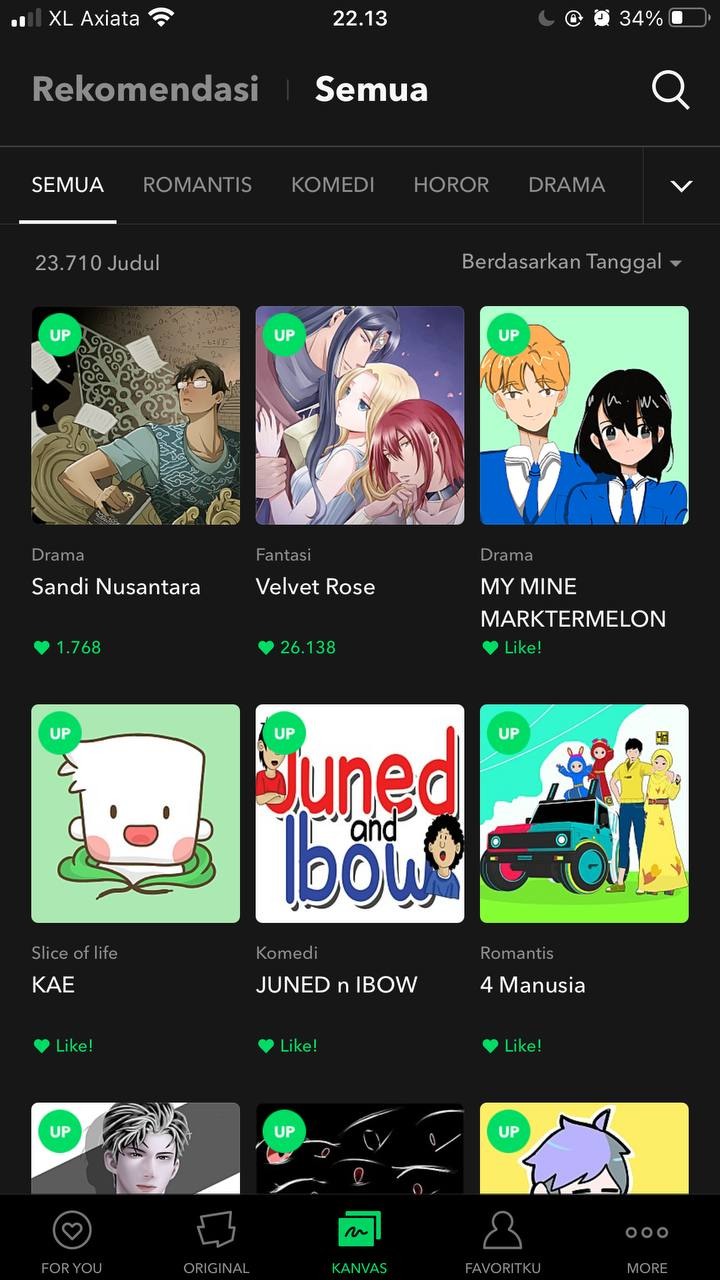 XL Axiata 22.13 34%
Rekomendasi | Semua
SEMUA ROMANTIS KOMEDI HOROR DRAMA
23.710 Judul Berdasarkan Tanggal
UP UP UP
Drama Fantasi Drama
Sandi Nusantara Velvet Rose MY MINE
MARKTERMELON
1.768 26.138 Like!
UP UP UP
Juned
and
Ibow
Slice of life Komedi Romantis
KAE JUNED n IBOW 4 Manusia
Like! Like! Like!
UP UP UP
FOR YOU ORIGINAL KANVAS FAVORITKU MORE